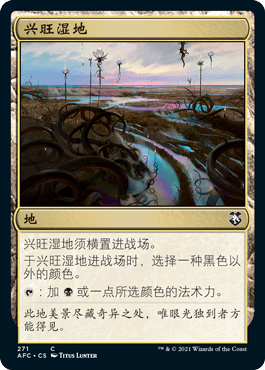 兴旺湿地
地
兴旺湿地须横置进战场。
于兴旺湿地进战场时，选择一种黑色以
外的颜色。
：加或一点所选颜色的法术力。
此地美景尽藏奇异之处，唯眼光独到者方
能得见。
271 C
AFC • CS TITUS LUNTER
™ & © 2021 Wizards of the Coast